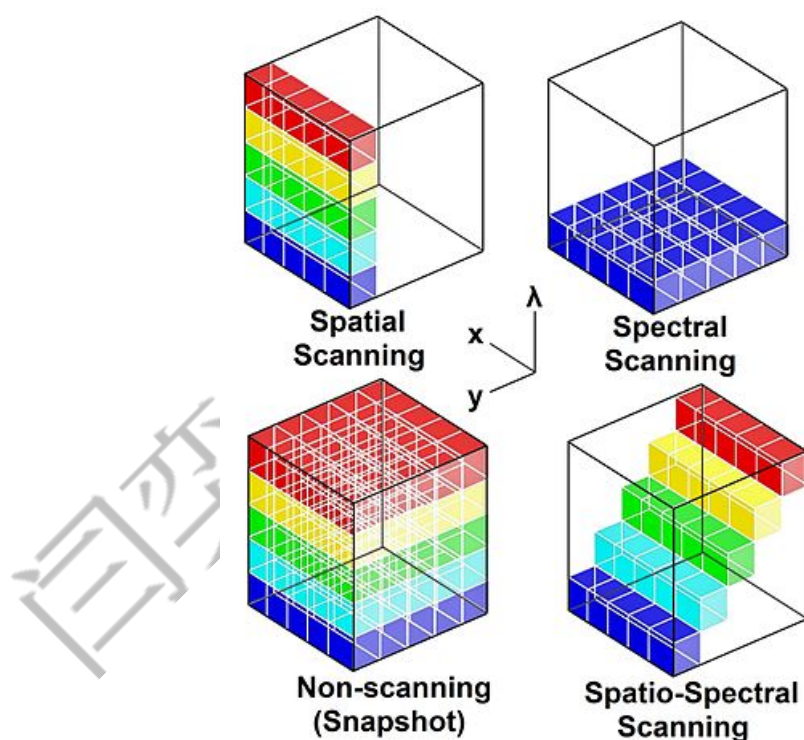 Spatial
Scanning
Spectral
Scanning
λ
x
y
Non-scanning
(Snapshot)
Spatio-Spectral
Scanning